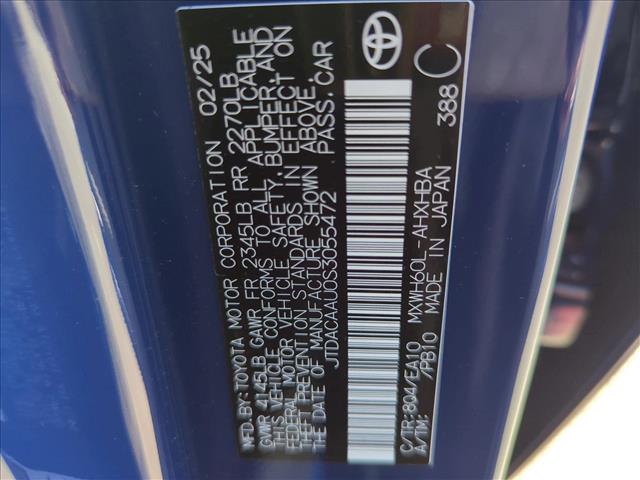 MFD. BY: TOYOTA MOTOR CORPORATION 02/25
GVWR 4145LB GAWR FR 2345LB RR 2270LB
THIS VEHICLE CONFORMS TO ALL APPLICABLE
FEDERAL MOTOR VEHICLE SAFETY, BUMPER, AND
THEFT PREVENTION STANDARDS IN EFFECT ON
THE DATE OF MANUFACTURE SHOWN ABOVE.
JTDACAAU0S3055472 PASS. CAR
C/TR: 8Q4/EA10 MXWH60L-AHXHBA 388 C
A/TM: /PB10 MADE IN JAPAN